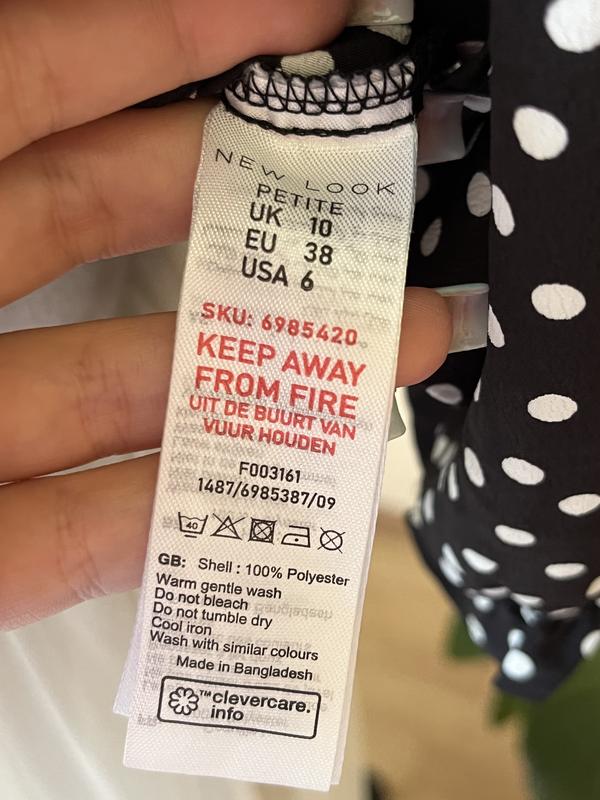 NEW LOOK
PETITE
UK 10
EU 38
USA 6
SKU: 6985420
KEEP AWAY
FROM FIRE
UIT DE BUURT VAN
VUUR HOUDEN
F003161
1487/6985387/09
40
GB: Shell : 100% Polyester
Warm gentle wash
Do not bleach
Do not tumble dry
Cool iron
Wash with similar colours
Made in Bangladesh
™clevercare.
info